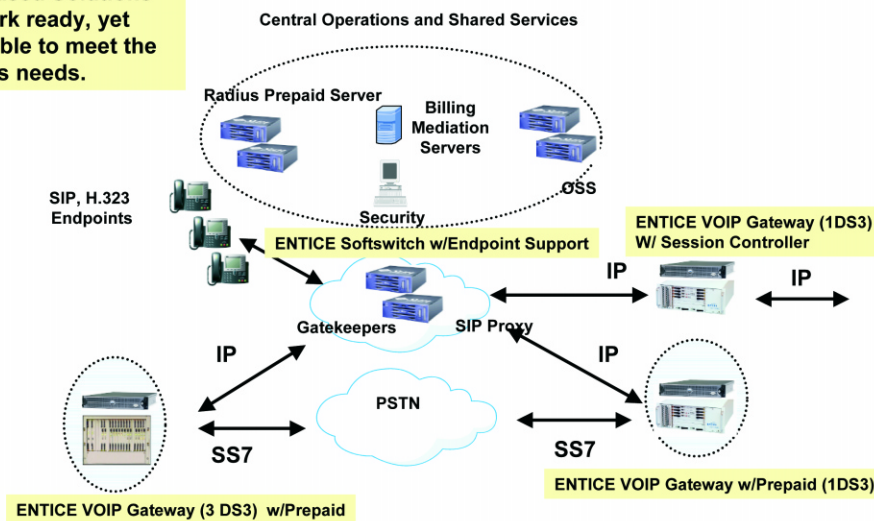 rk ready, yet
ble to meet the
s needs.
Central Operations and Shared Services
Radius Prepaid Server
Billing
Mediation
Servers
OSS
Security
SIP, H.323
Endpoints
ENTICE Softswitch w/Endpoint Support
ENTICE VOIP Gateway (1DS3)
W/ Session Controller
IP
IP
Gatekeepers
SIP Proxy
IP
IP
PSTN
SS7
SS7
ENTICE VOIP Gateway w/Prepaid (1DS3)
ENTICE VOIP Gateway (3 DS3) w/Prepaid